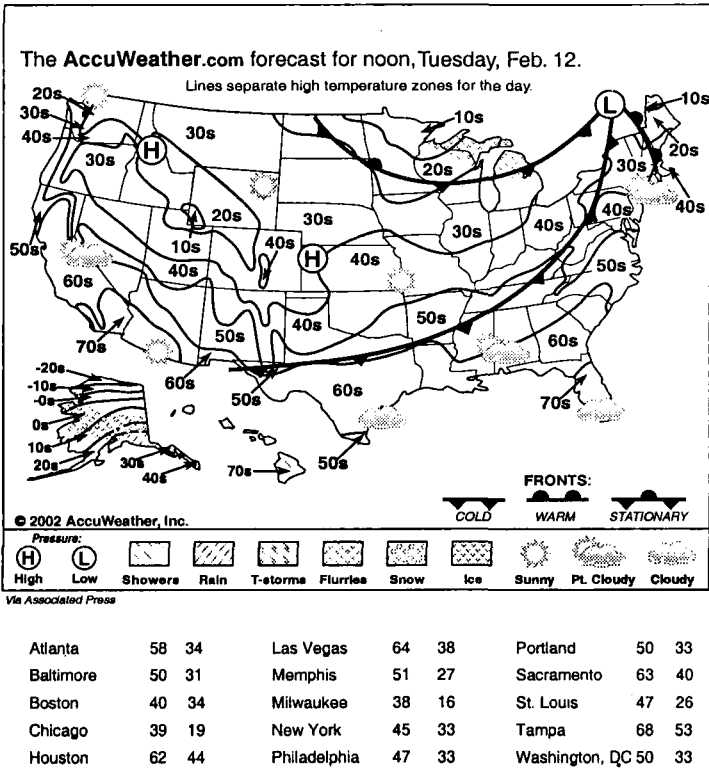 The AccuWeather.com forecast for noon, Tuesday, Feb. 12.
Lines separate high temperature zones for the day.
20s
30s
40s
30s
H
30s
10s
20s
L
10s
20s
30s
40s
50s
60s
70s
10s
20s
40s
40s
30s
H
40s
30s
40s
40s
50s
50s
60s
50s
40s
50s
60s
50s
60s
70s
-20s
-10s
-0s
0s
10s
20s
30s
40s
70s
FRONTS:
COLD WARM STATIONARY
© 2002 AccuWeather, Inc.
Pressure:
H L
High Low Showers Rain T-storms Flurries Snow Ice Sunny Pt. Cloudy Cloudy
Via Associated Press
Atlanta 58 34 Las Vegas 64 38 Portland 50 33
Baltimore 50 31 Memphis 51 27 Sacramento 63 40
Boston 40 34 Milwaukee 38 16 St. Louis 47 26
Chicago 39 19 New York 45 33 Tampa 68 53
Houston 62 44 Philadelphia 47 33 Washington, DC 50 33